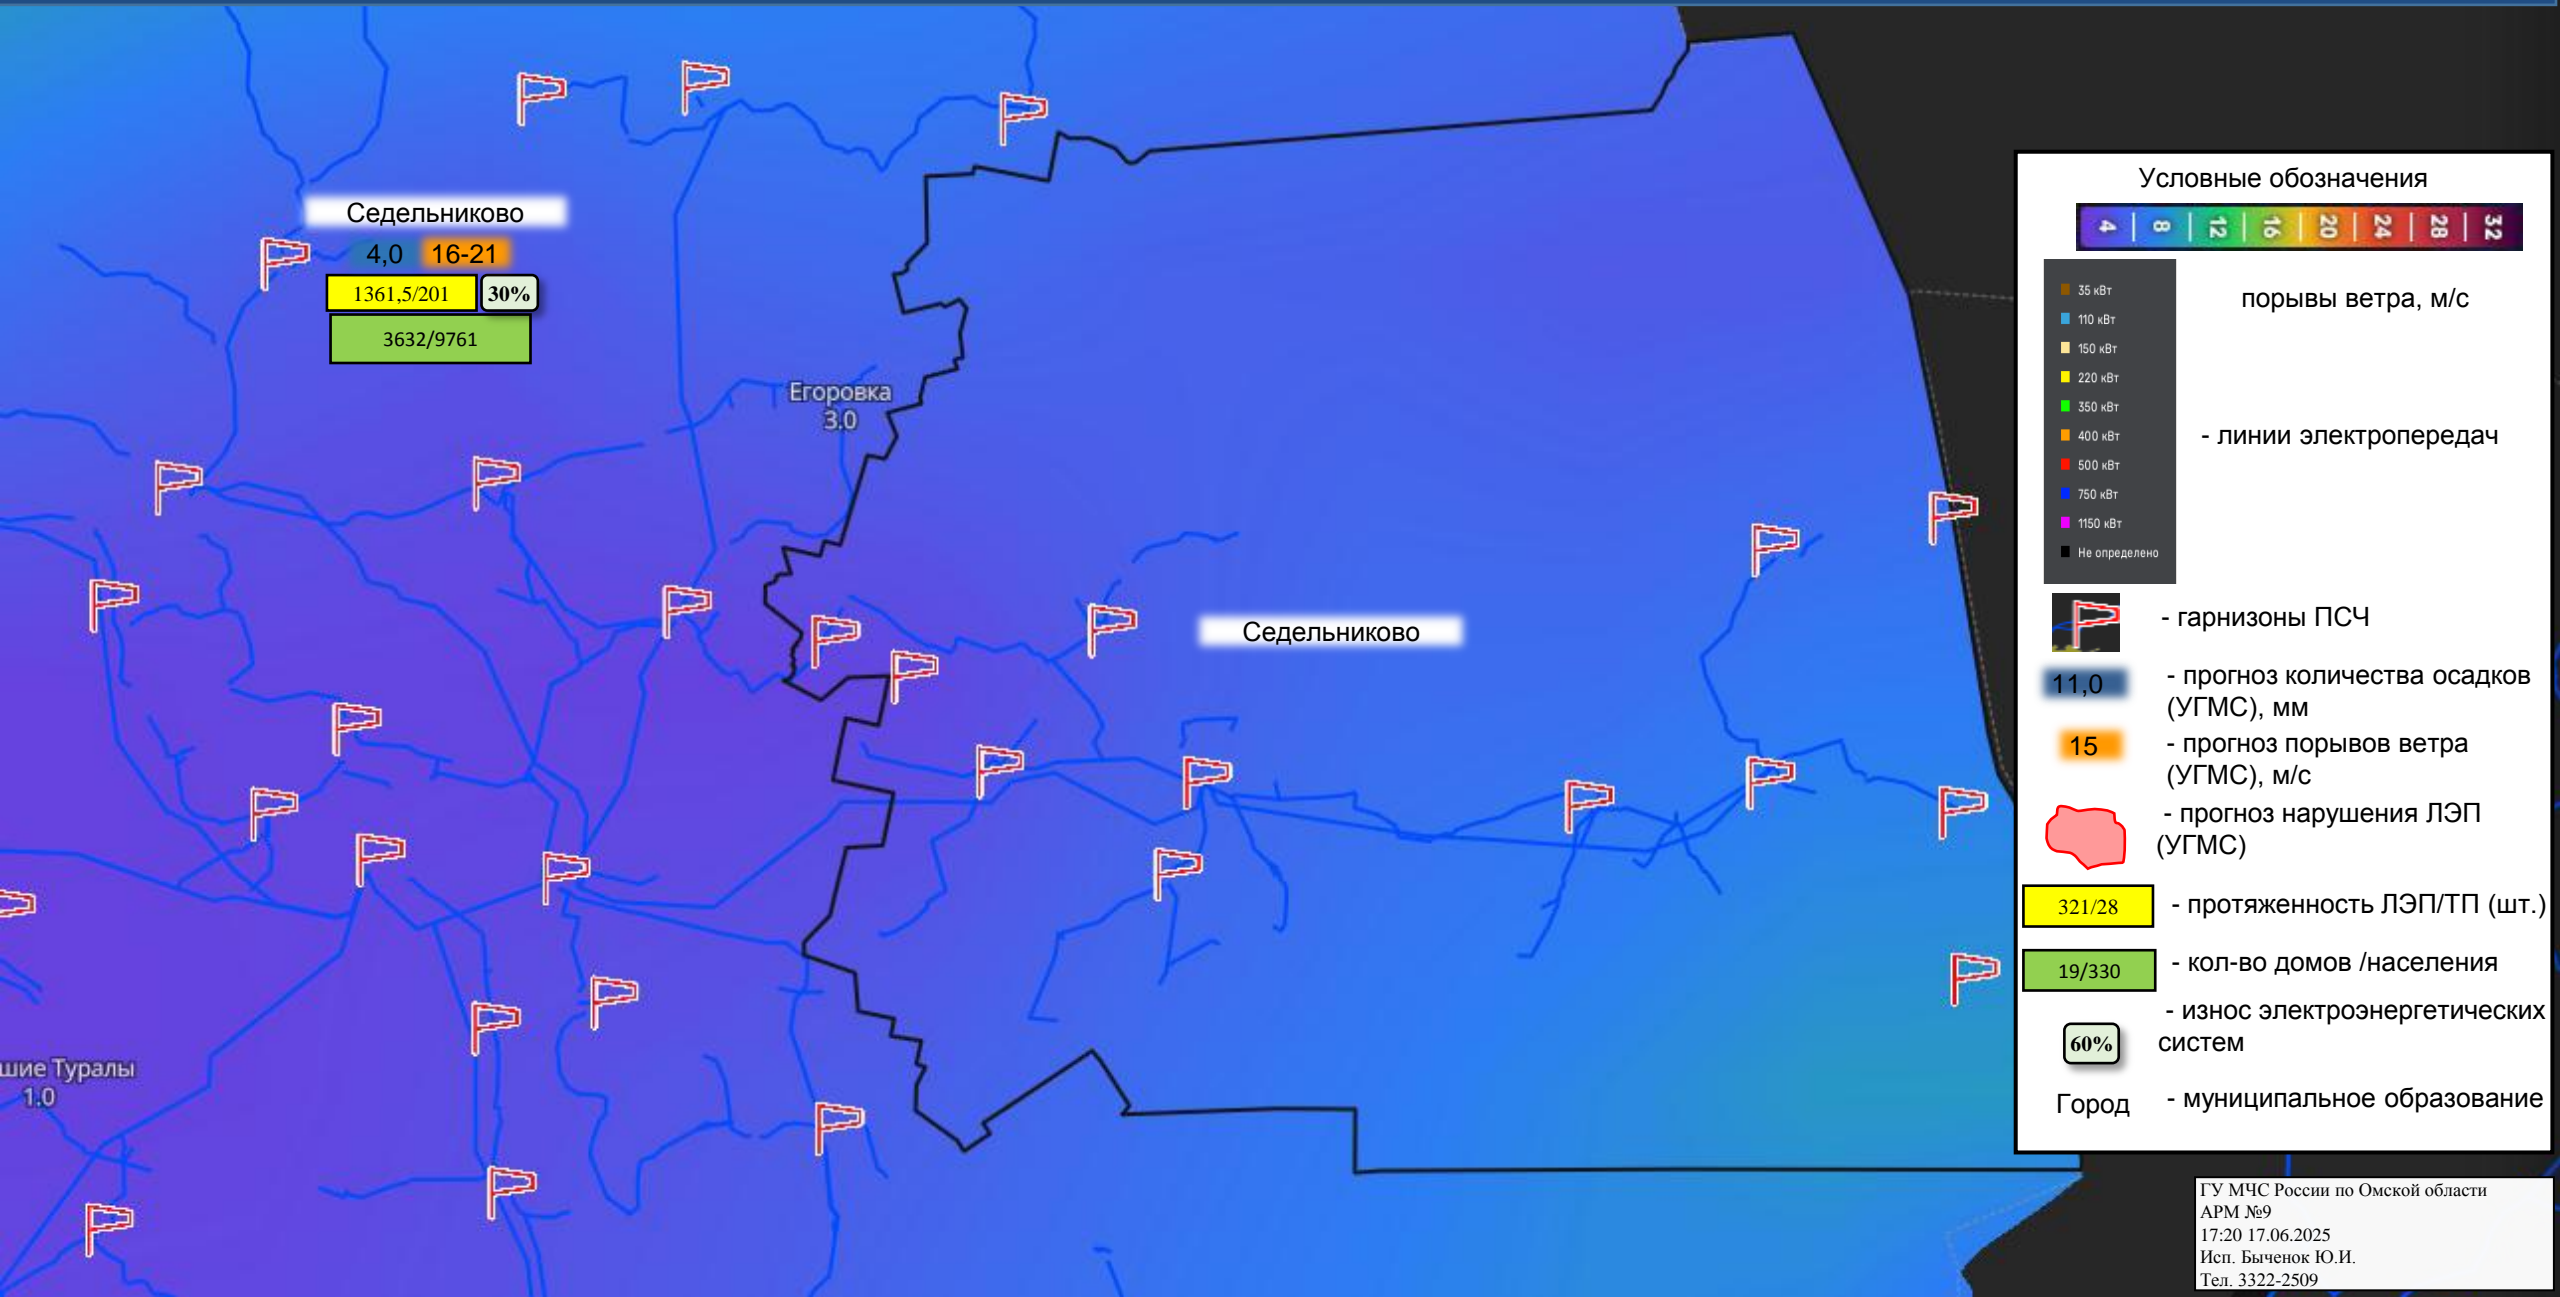 Седельниково
4,0 16-21
1361,5/201 30%
3632/9761
Егоровка
3.0
Седельниково
шие Туралы
1.0
Условные обозначения
4 8 12 16 20 24 28 32
порывы ветра, м/с
35 кВт
110 кВт
150 кВт
220 кВт
350 кВт
400 кВт
500 кВт
750 кВт
1150 кВт
Не определено
- линии электропередач
- гарнизоны ПСЧ
11,0 - прогноз количества осадков
(УГМС), мм
15 - прогноз порывов ветра
(УГМС), м/с
- прогноз нарушения ЛЭП
(УГМС)
321/28 - протяженность ЛЭП/ТП (шт.)
19/330 - кол-во домов /населения
- износ электроэнергетических
60% систем
Город - муниципальное образование
ГУ МЧС России по Омской области
АРМ №9
17:20 17.06.2025
Исп. Быченок Ю.И.
Тел. 3322-2509